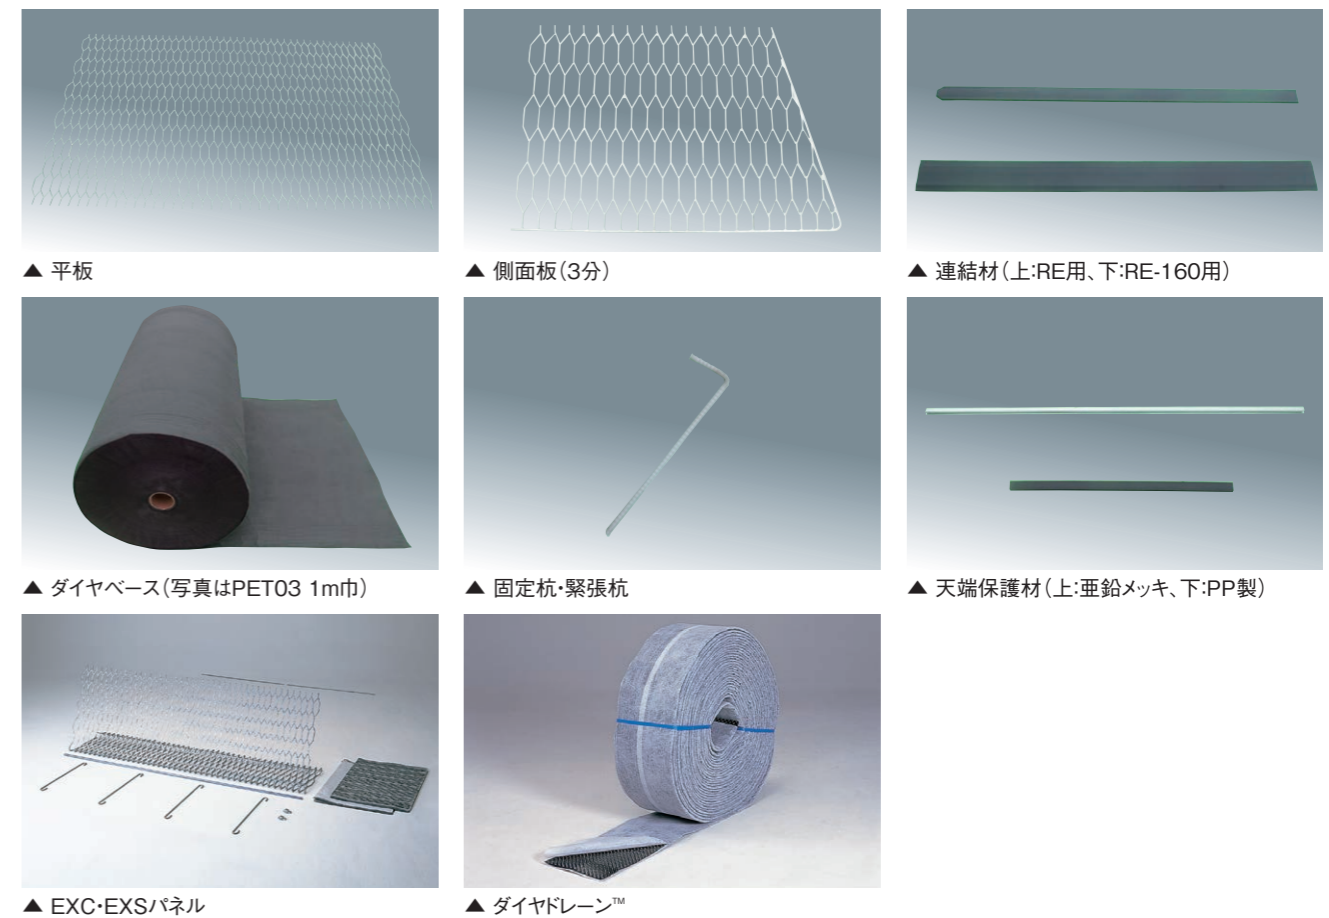 ▲ 平板
▲ 側面板（3分）
▲ 連結材（上：RE用、下：RE-160用）
▲ ダイヤベース（写真はPET03 1m巾）
▲ 固定杭・緊張杭
▲ 天端保護材（上：亜鉛メッキ、下：PP製）
▲ EXC・EXSパネル
▲ ダイヤドレーン™